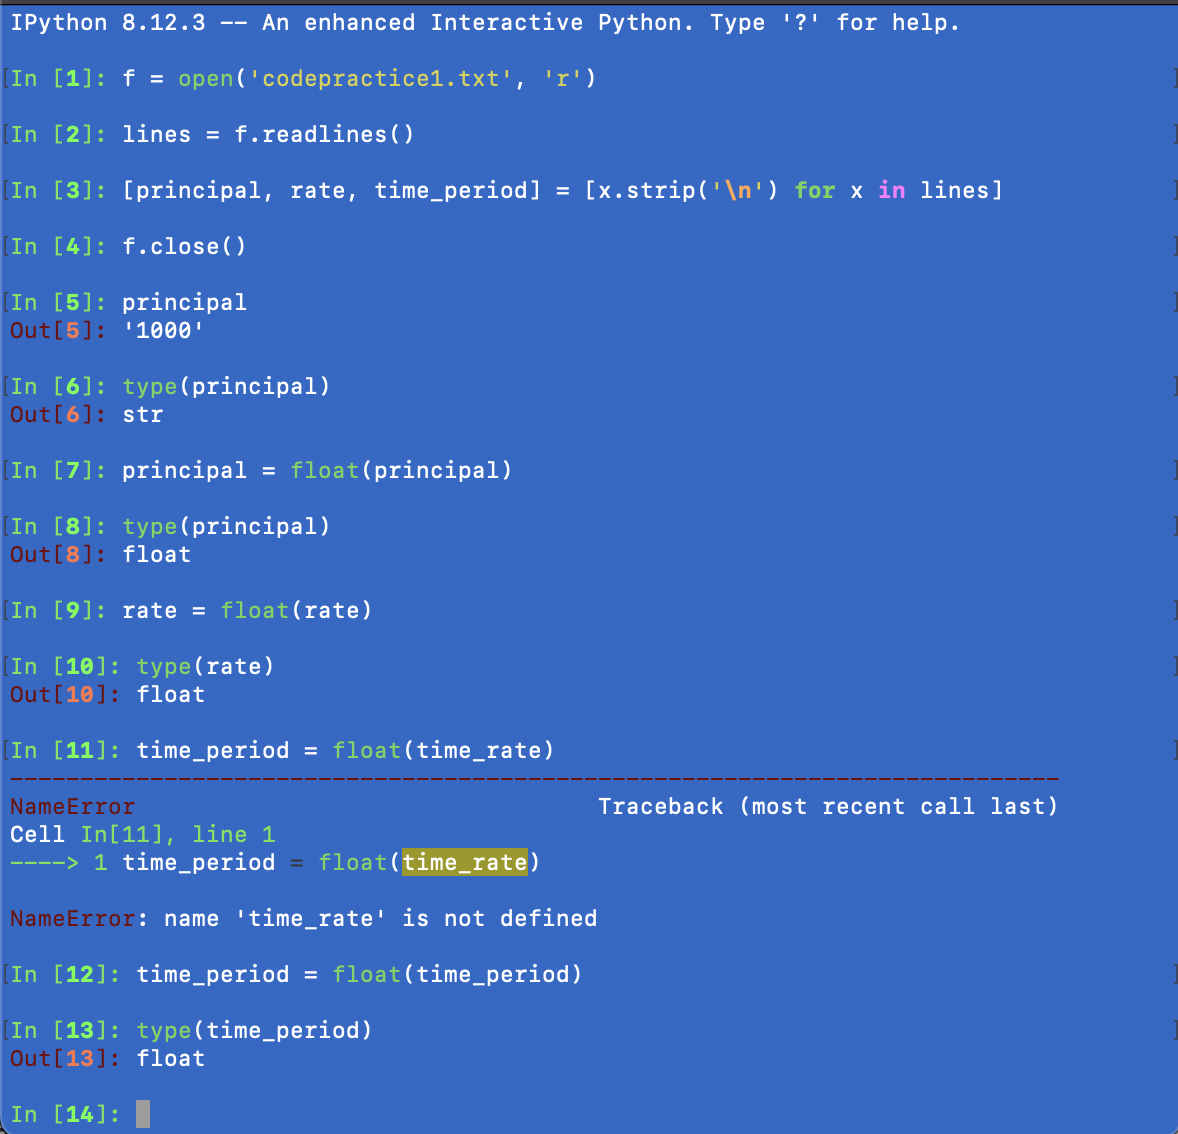 IPython 8.12.3 -- An enhanced Interactive Python. Type '?' for help.
[In [1]: f = open('codepractice1.txt', 'r') ]
[In [2]: lines = f.readlines() ]
[In [3]: [principal, rate, time_period] = [x.strip('\n') for x in lines] ]
[In [4]: f.close() ]
[In [5]: principal ]
Out[5]: '1000'
[In [6]: type(principal) ]
Out[6]: str
[In [7]: principal = float(principal) ]
[In [8]: type(principal) ]
Out[8]: float
[In [9]: rate = float(rate) ]
[In [10]: type(rate) ]
Out[10]: float
[In [11]: time_period = float(time_rate) ]
---------------------------------------------------------------------------
NameError                                 Traceback (most recent call last)
Cell In[11], line 1
----> 1 time_period = float(time_rate)
NameError: name 'time_rate' is not defined
[In [12]: time_period = float(time_period) ]
[In [13]: type(time_period) ]
Out[13]: float
In [14]: